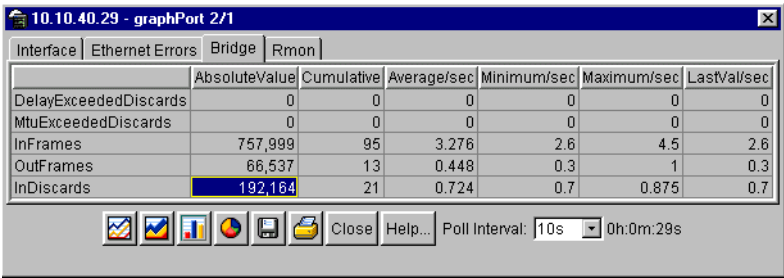 10.10.40.29 - graphPort 2/1
Interface Ethernet Errors Bridge Rmon
AbsoluteValue Cumulative Average/sec Minimum/sec Maximum/sec LastVal/sec
DelayExceededDiscards 0 0 0 0 0 0
MtuExceededDiscards 0 0 0 0 0 0
InFrames 757,999 95 3.276 2.6 4.5 2.6
OutFrames 66,537 13 0.448 0.3 1 0.3
InDiscards 192,164 21 0.724 0.7 0.875 0.7
Close Help... Poll Interval: 10s 0h:0m:29s